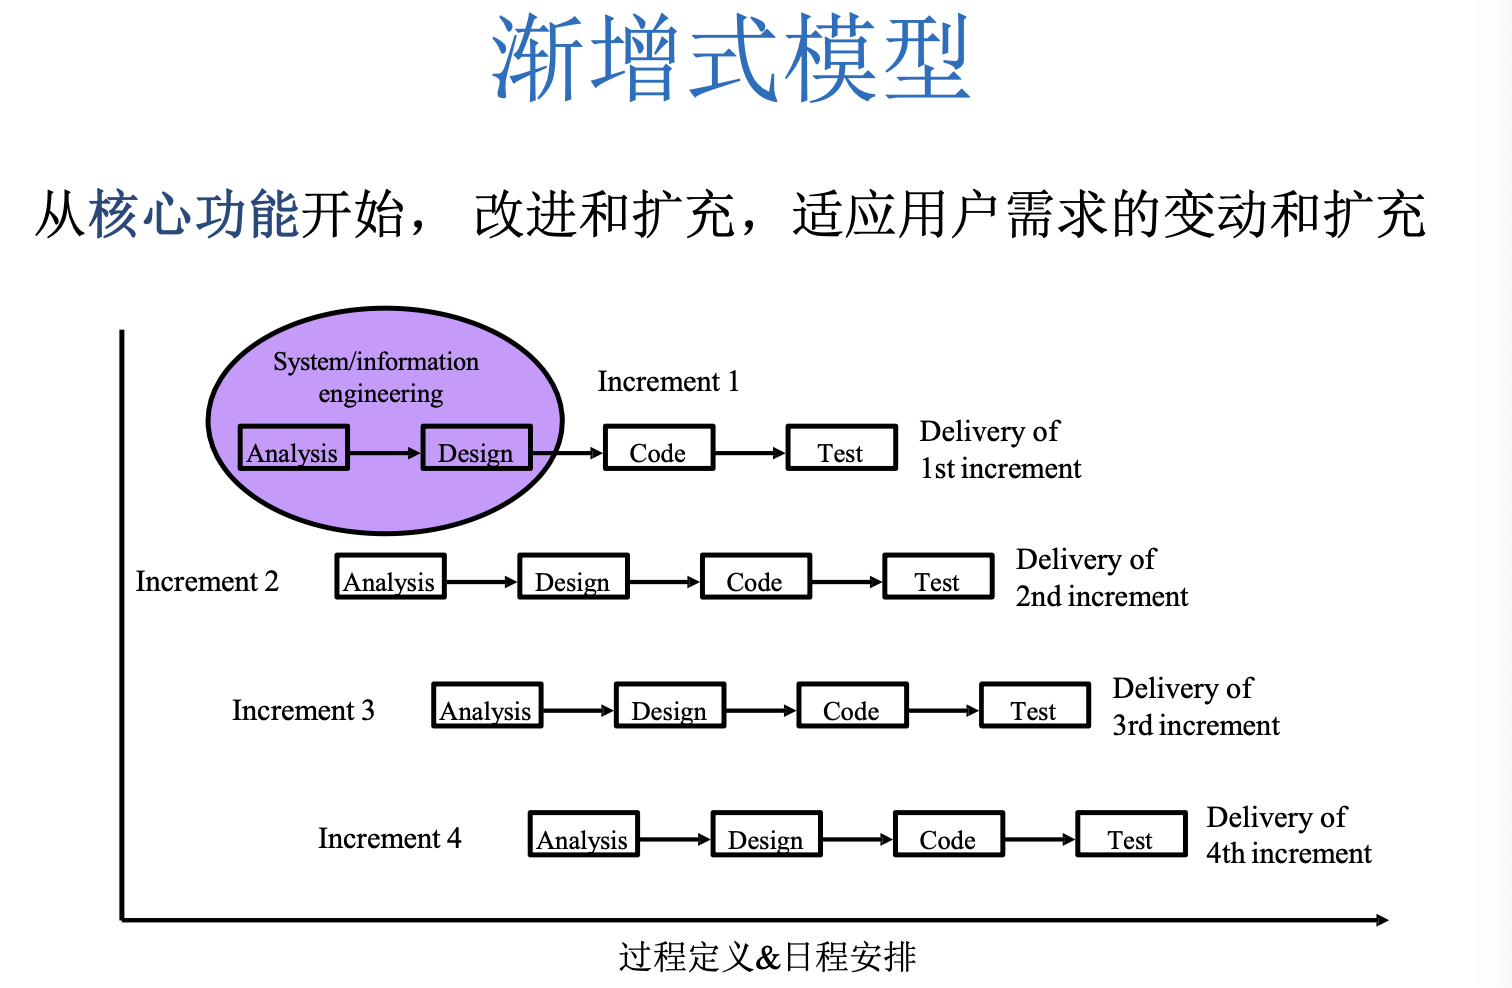 渐增式模型
从核心功能开始， 改进和扩充，适应用户需求的变动和扩充
System/information
engineering
Increment 1
Analysis
Design
Code
Test
Delivery of
1st increment
Increment 2
Analysis
Design
Code
Test
Delivery of
2nd increment
Increment 3
Analysis
Design
Code
Test
Delivery of
3rd increment
Increment 4
Analysis
Design
Code
Test
Delivery of
4th increment
过程定义&日程安排